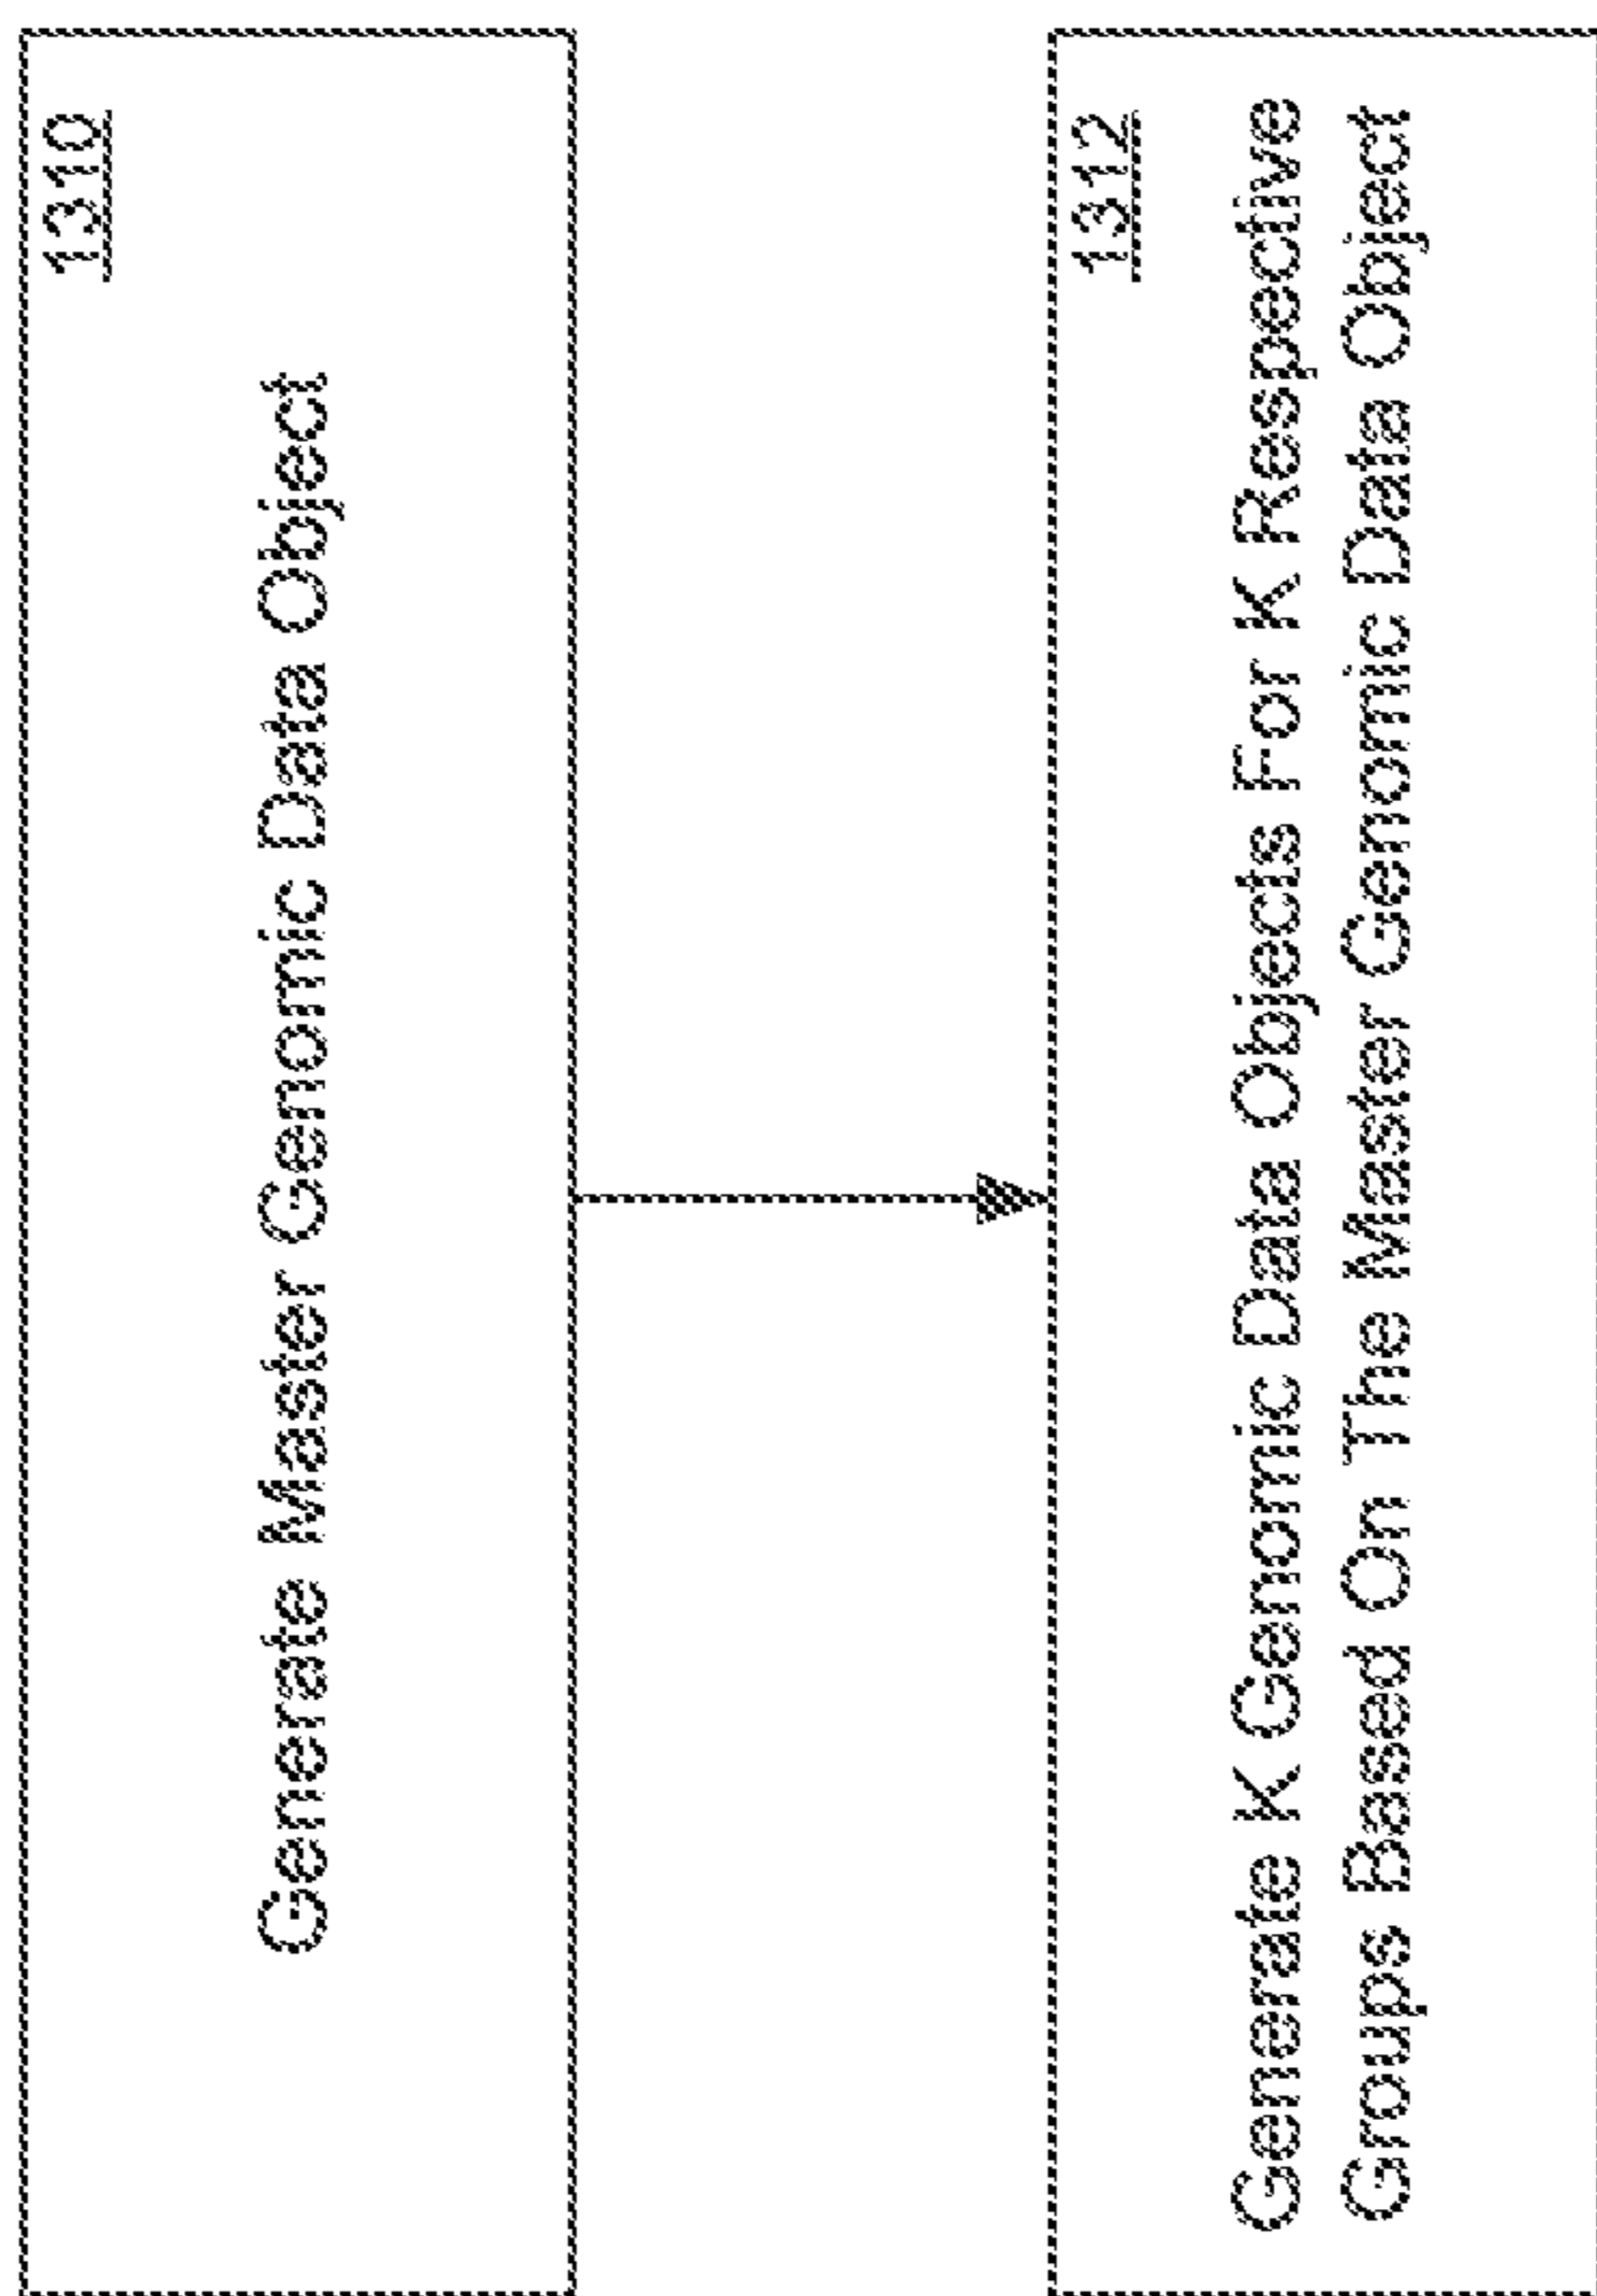 1310
Generate Master Genomic Data Object
1312
Generate K Genomic Data Objects For K Respective
Groups Based On The Master Genomic Data Object